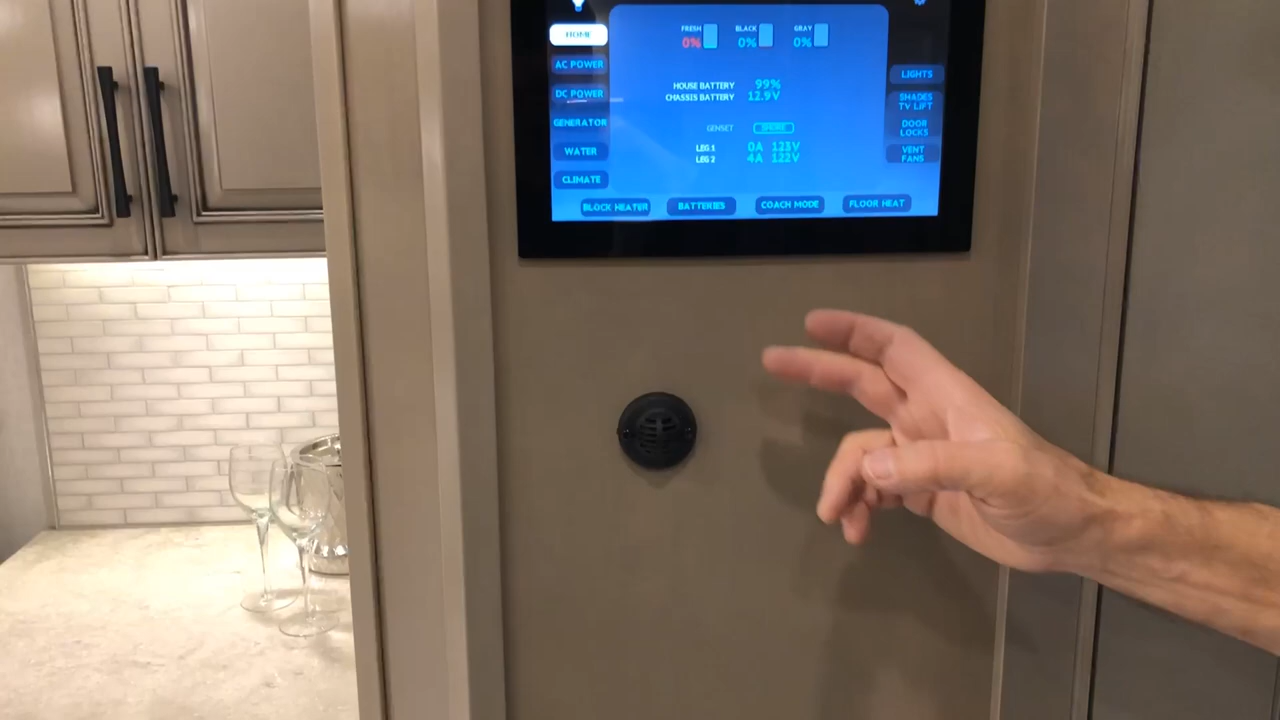 HOME
AC POWER
DC POWER
GENERATOR
WATER
CLIMATE
FRESH BLACK GRAY
0% 0% 0%
HOUSE BATTERY 99%
CHASSIS BATTERY 12.9V
GENSET SHORE
LEG 1 0A 123V
LEG 2 4A 122V
LIGHTS
SHADES
TV LIFT
DOOR
LOCKS
VENT
FANS
BLOCK HEATER BATTERIES COACH MODE FLOOR HEAT